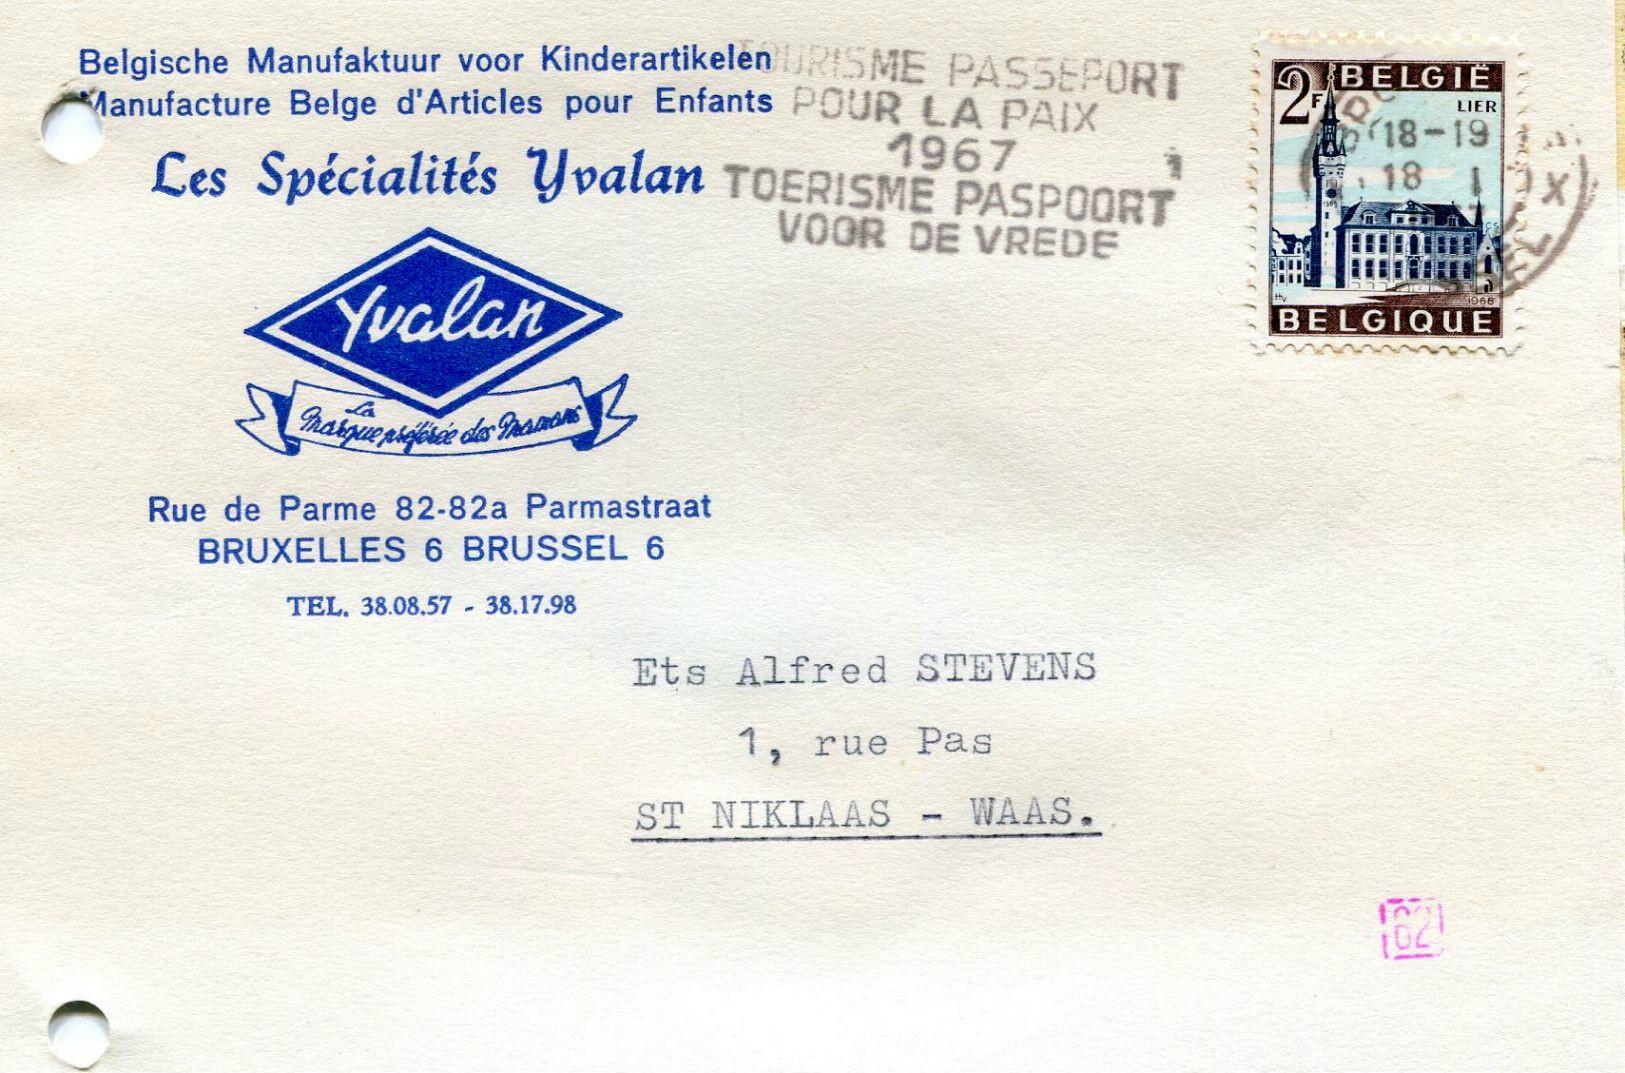 Belgische Manufaktuur voor Kinderartikelen
Manufacture Belge d'Articles pour Enfants
Les Spécialités Yvalan
Yvalan
La
Marque préférée des Mamans
Rue de Parme 82-82a Parmastraat
BRUXELLES 6 BRUSSEL 6
TEL. 38.08.57 - 38.17.98
TOURISME PASSEPORT
POUR LA PAIX
1967
TOERISME PASPOORT
VOOR DE VREDE
1
2F BELGIË
LIER
18-19
18 1
X
HV 1966
BELGIQUE
Ets Alfred STEVENS
1, rue Pas
ST NIKLAAS - WAAS.
62